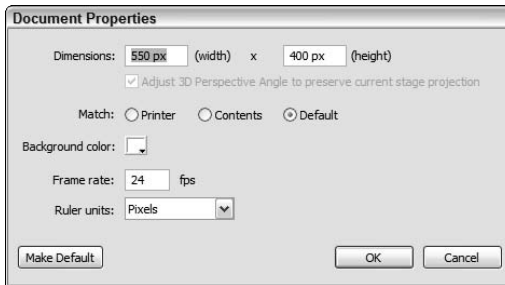 Document Properties
Dimensions: 550 px (width) x 400 px (height)
Adjust 3D Perspective Angle to preserve current stage projection
Match: Printer Contents Default
Background color:
Frame rate: 24 fps
Ruler units: Pixels
Make Default OK Cancel